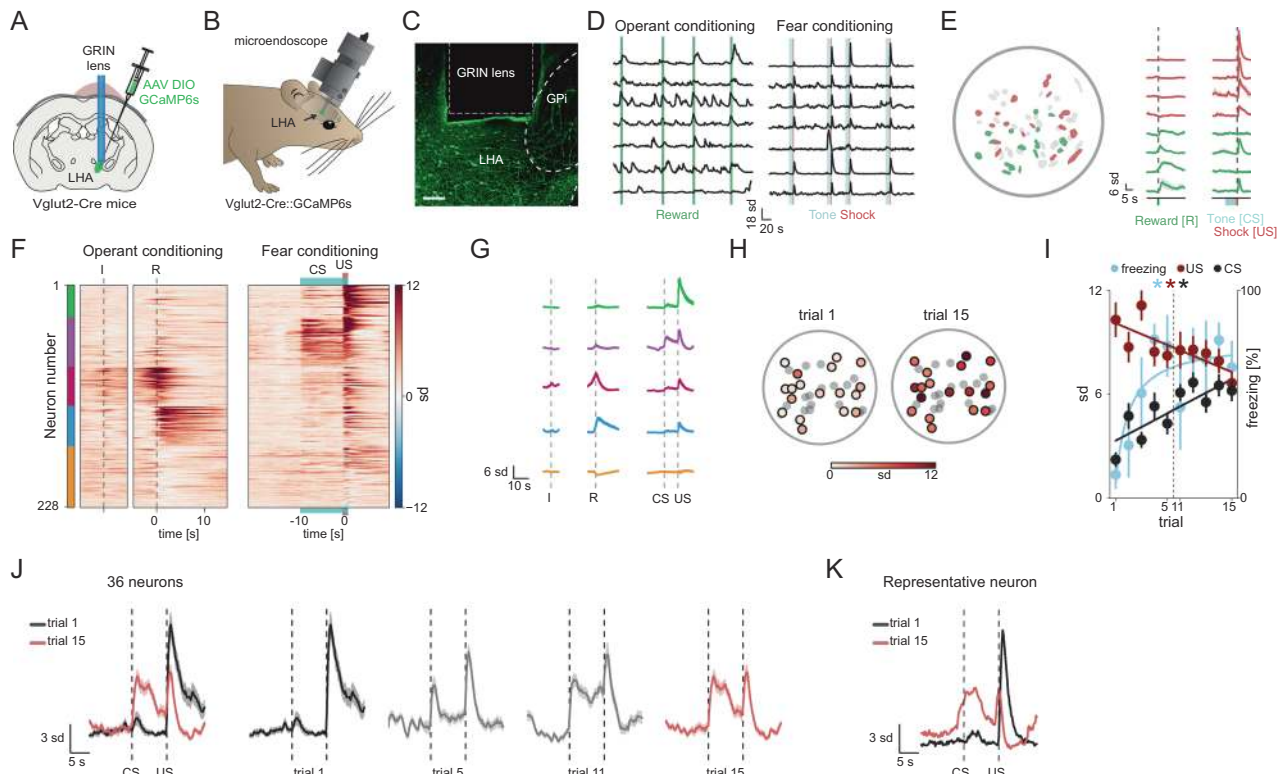 A
GRIN
lens
AAV DIO
GCaMP6s
LHA
Vglut2-Cre mice
B
microendoscope
LHA
Vglut2-Cre::GCaMP6s
C
GRIN lens
GPi
LHA
D
Operant conditioning
Fear conditioning
Reward
Tone Shock
18 sd
20 s
E
6 sd
5 s
Reward [R]
Tone [CS]
Shock [US]
F
Operant conditioning
Fear conditioning
I
R
CS
US
1
Neuron number
228
0
10
time [s]
-10
0
time [s]
12
0
sd
−12
G
6 sd
10 s
I
R
CS
US
H
trial 1
trial 15
0
sd
12
I
freezing
US
CS
* * *
12
6
0
sd
100
0
freezing [%]
1
5
11
15
trial
J
36 neurons
trial 1
trial 15
3 sd
5 s
CS
US
trial 1
trial 5
trial 11
trial 15
K
Representative neuron
trial 1
trial 15
3 sd
5 s
CS
US